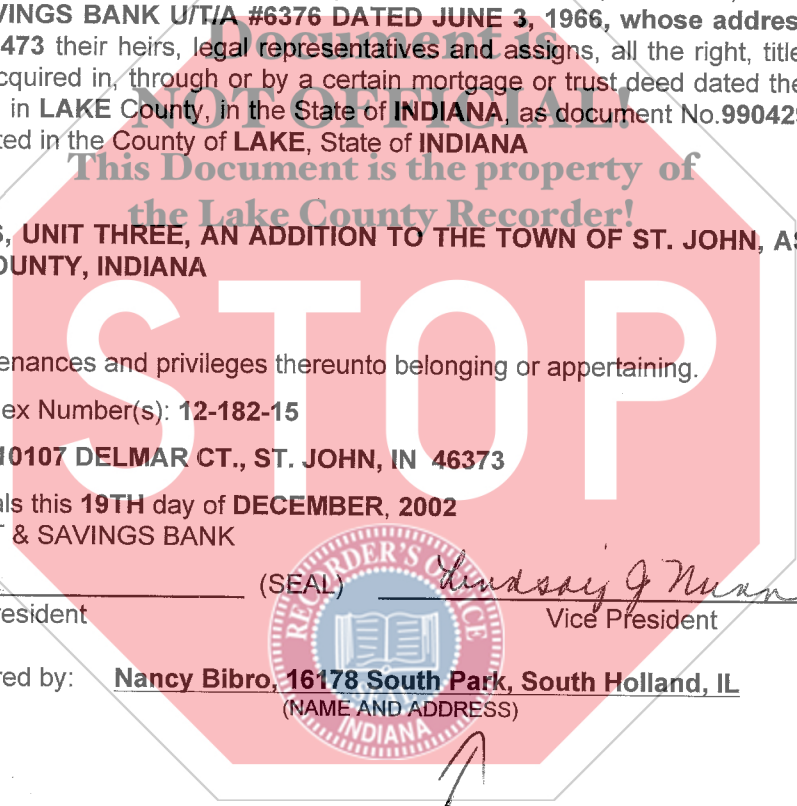 VINGS BANK U/T/A #6376 DATED JUNE 3, 1966, whose addres
473 their heirs, legal representatives and assigns, all the right, title
cquired in, through or by a certain mortgage or trust deed dated the
in LAKE County, in the State of INDIANA, as document No.990429
ted in the County of LAKE, State of INDIANA
Document is
NOT OFFICIAL!
This Document is the property of
the Lake County Recorder!
S, UNIT THREE, AN ADDITION TO THE TOWN OF ST. JOHN, AS
OUNTY, INDIANA
STOP
enances and privileges thereunto belonging or appertaining.
ex Number(s): 12-182-15
10107 DELMAR CT., ST. JOHN, IN 46373
als this 19TH day of DECEMBER, 2002
T & SAVINGS BANK
(SEAL) Lindsay J Nunn
resident Vice President
RECORDER'S OFFICE
red by: Nancy Bibro, 16178 South Park, South Holland, IL
(NAME AND ADDRESS)
INDIANA